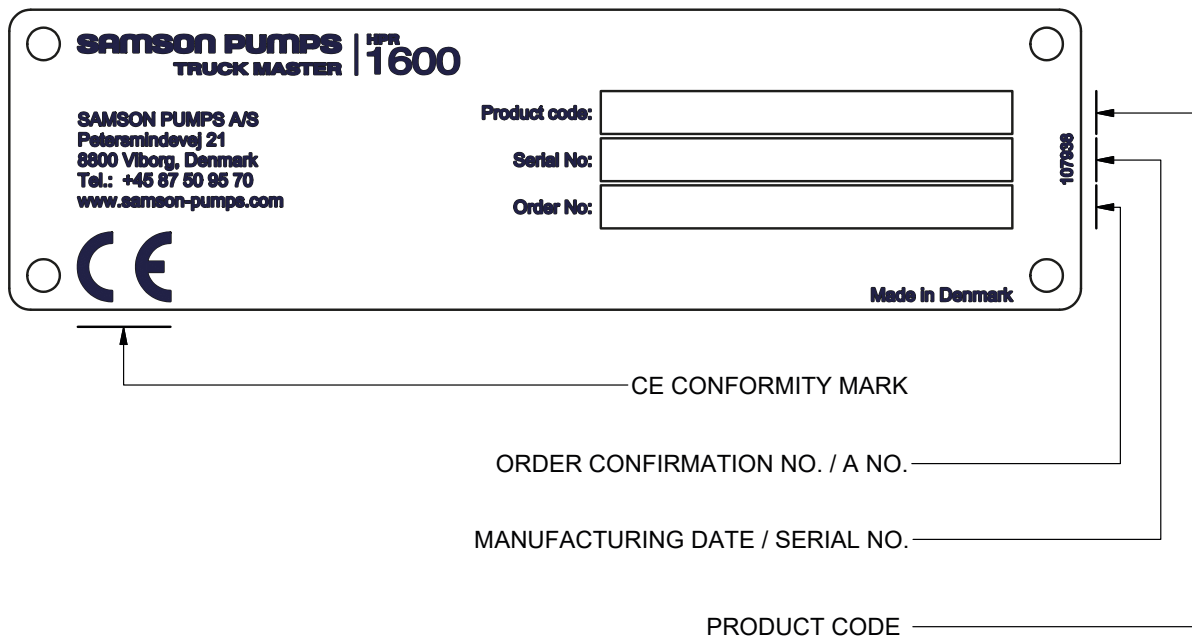 SAMSON PUMPS
TRUCK MASTER
HPR
1600
SAMSON PUMPS A/S
Petersmindevej 21
8800 Viborg, Denmark
Tel.: +45 87 50 95 70
www.samson-pumps.com
Product code:
Serial No:
Order No:
107936
CE
Made in Denmark
CE CONFORMITY MARK
ORDER CONFIRMATION NO. / A NO.
MANUFACTURING DATE / SERIAL NO.
PRODUCT CODE